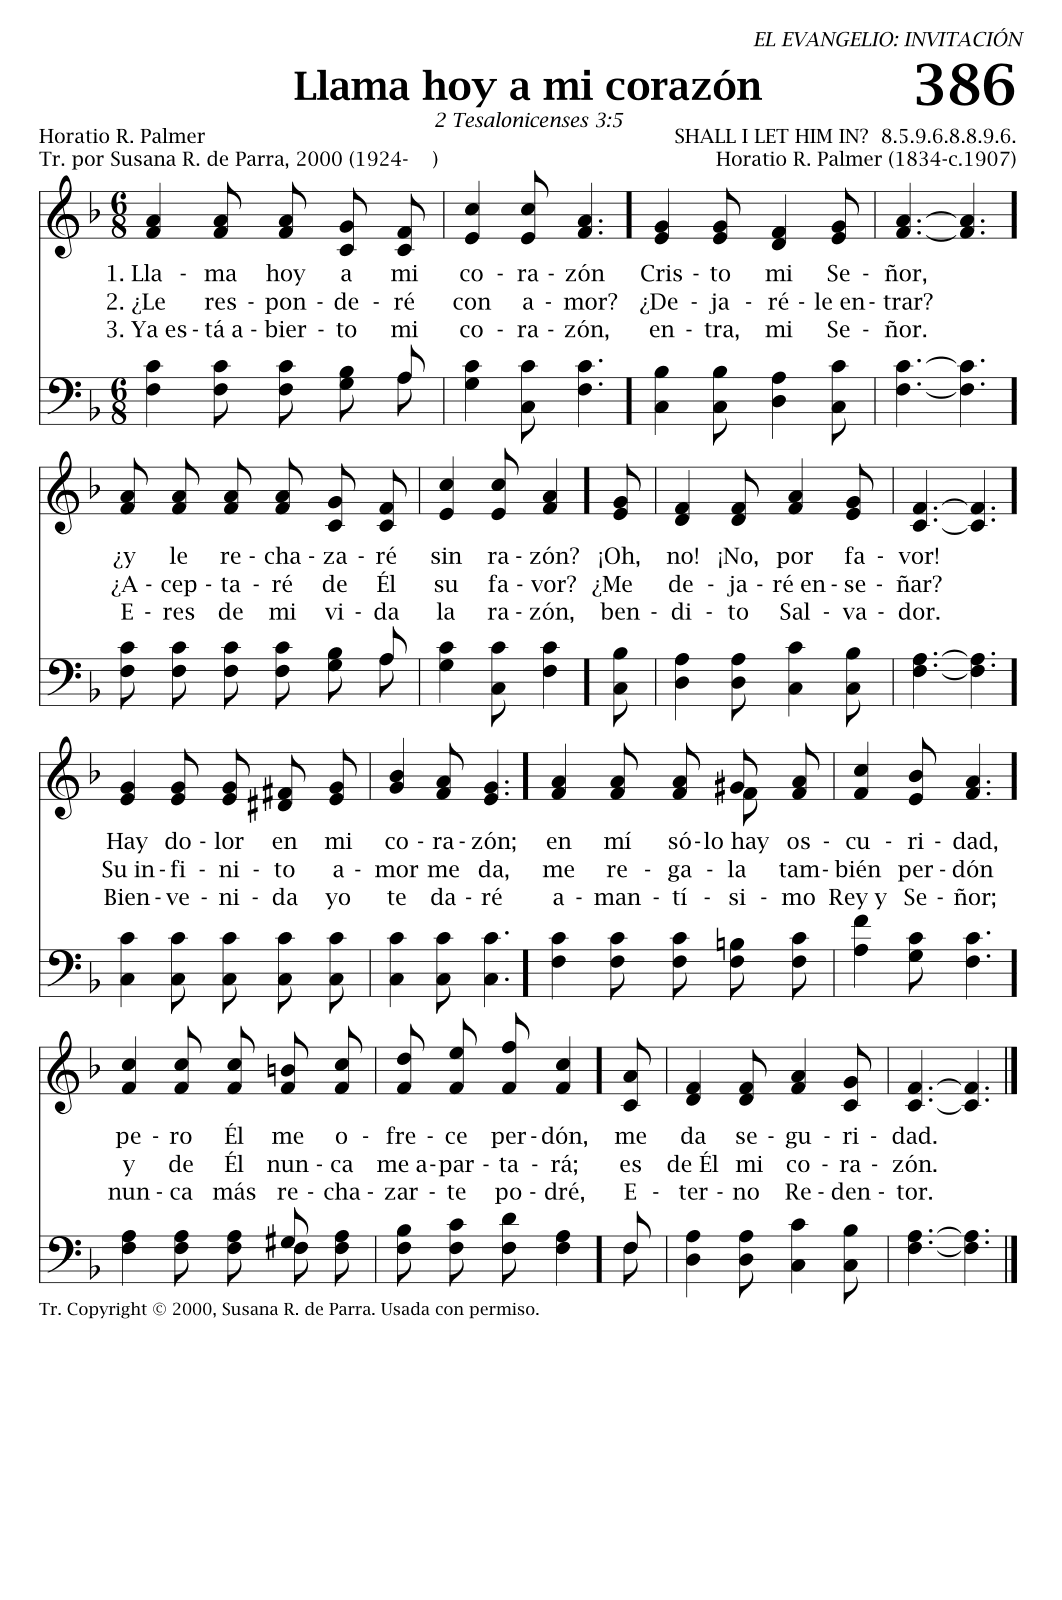 EL EVANGELIO: INVITACIÓN
Llama hoy a mi corazón 386
2 Tesalonicenses 3:5
Horatio R. Palmer SHALL I LET HIM IN? 8.5.9.6.8.8.9.6.
Tr. por Susana R. de Parra, 2000 (1924- ) Horatio R. Palmer (1834-c.1907)
6 8
1. Lla - ma hoy a mi co - ra - zón Cris - to mi Se - ñor,
2. ¿Le res - pon - de - ré con a - mor? ¿De - ja - ré - le en - trar?
3. Ya es - tá a - bier - to mi co - ra - zón, en - tra, mi Se - ñor.
6 8
¿y le re - cha - za - ré sin ra - zón? ¡Oh, no! ¡No, por fa - vor!
¿A - cep - ta - ré de Él su fa - vor? ¿Me de - ja - ré en - se - ñar?
E - res de mi vi - da la ra - zón, ben - di - to Sal - va - dor.
Hay do - lor en mi co - ra - zón; en mí só - lo hay os - cu - ri - dad,
Su in - fi - ni - to a - mor me da, me re - ga - la tam - bién per - dón
Bien - ve - ni - da yo te da - ré a - man - tí - si - mo Rey y Se - ñor;
pe - ro Él me o - fre - ce per - dón, me da se - gu - ri - dad.
y de Él nun - ca me a - par - ta - rá; es de Él mi co - ra - zón.
nun - ca más re - cha - zar - te po - dré, E - ter - no Re - den - tor.
Tr. Copyright © 2000, Susana R. de Parra. Usada con permiso.